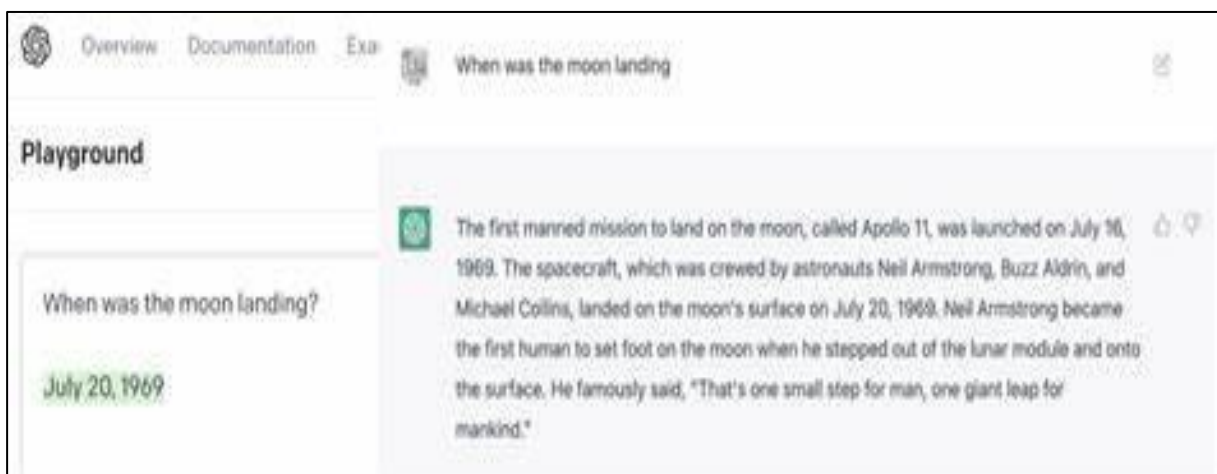 Overview Documentation Exa
Playground
When was the moon landing?
July 20, 1969
When was the moon landing
The first manned mission to land on the moon, called Apollo 11, was launched on July 16,
1969. The spacecraft, which was crewed by astronauts Neil Armstrong, Buzz Aldrin, and
Michael Collins, landed on the moon's surface on July 20, 1969. Neil Armstrong became
the first human to set foot on the moon when he stepped out of the lunar module and onto
the surface. He famously said, "That's one small step for man, one giant leap for
mankind."